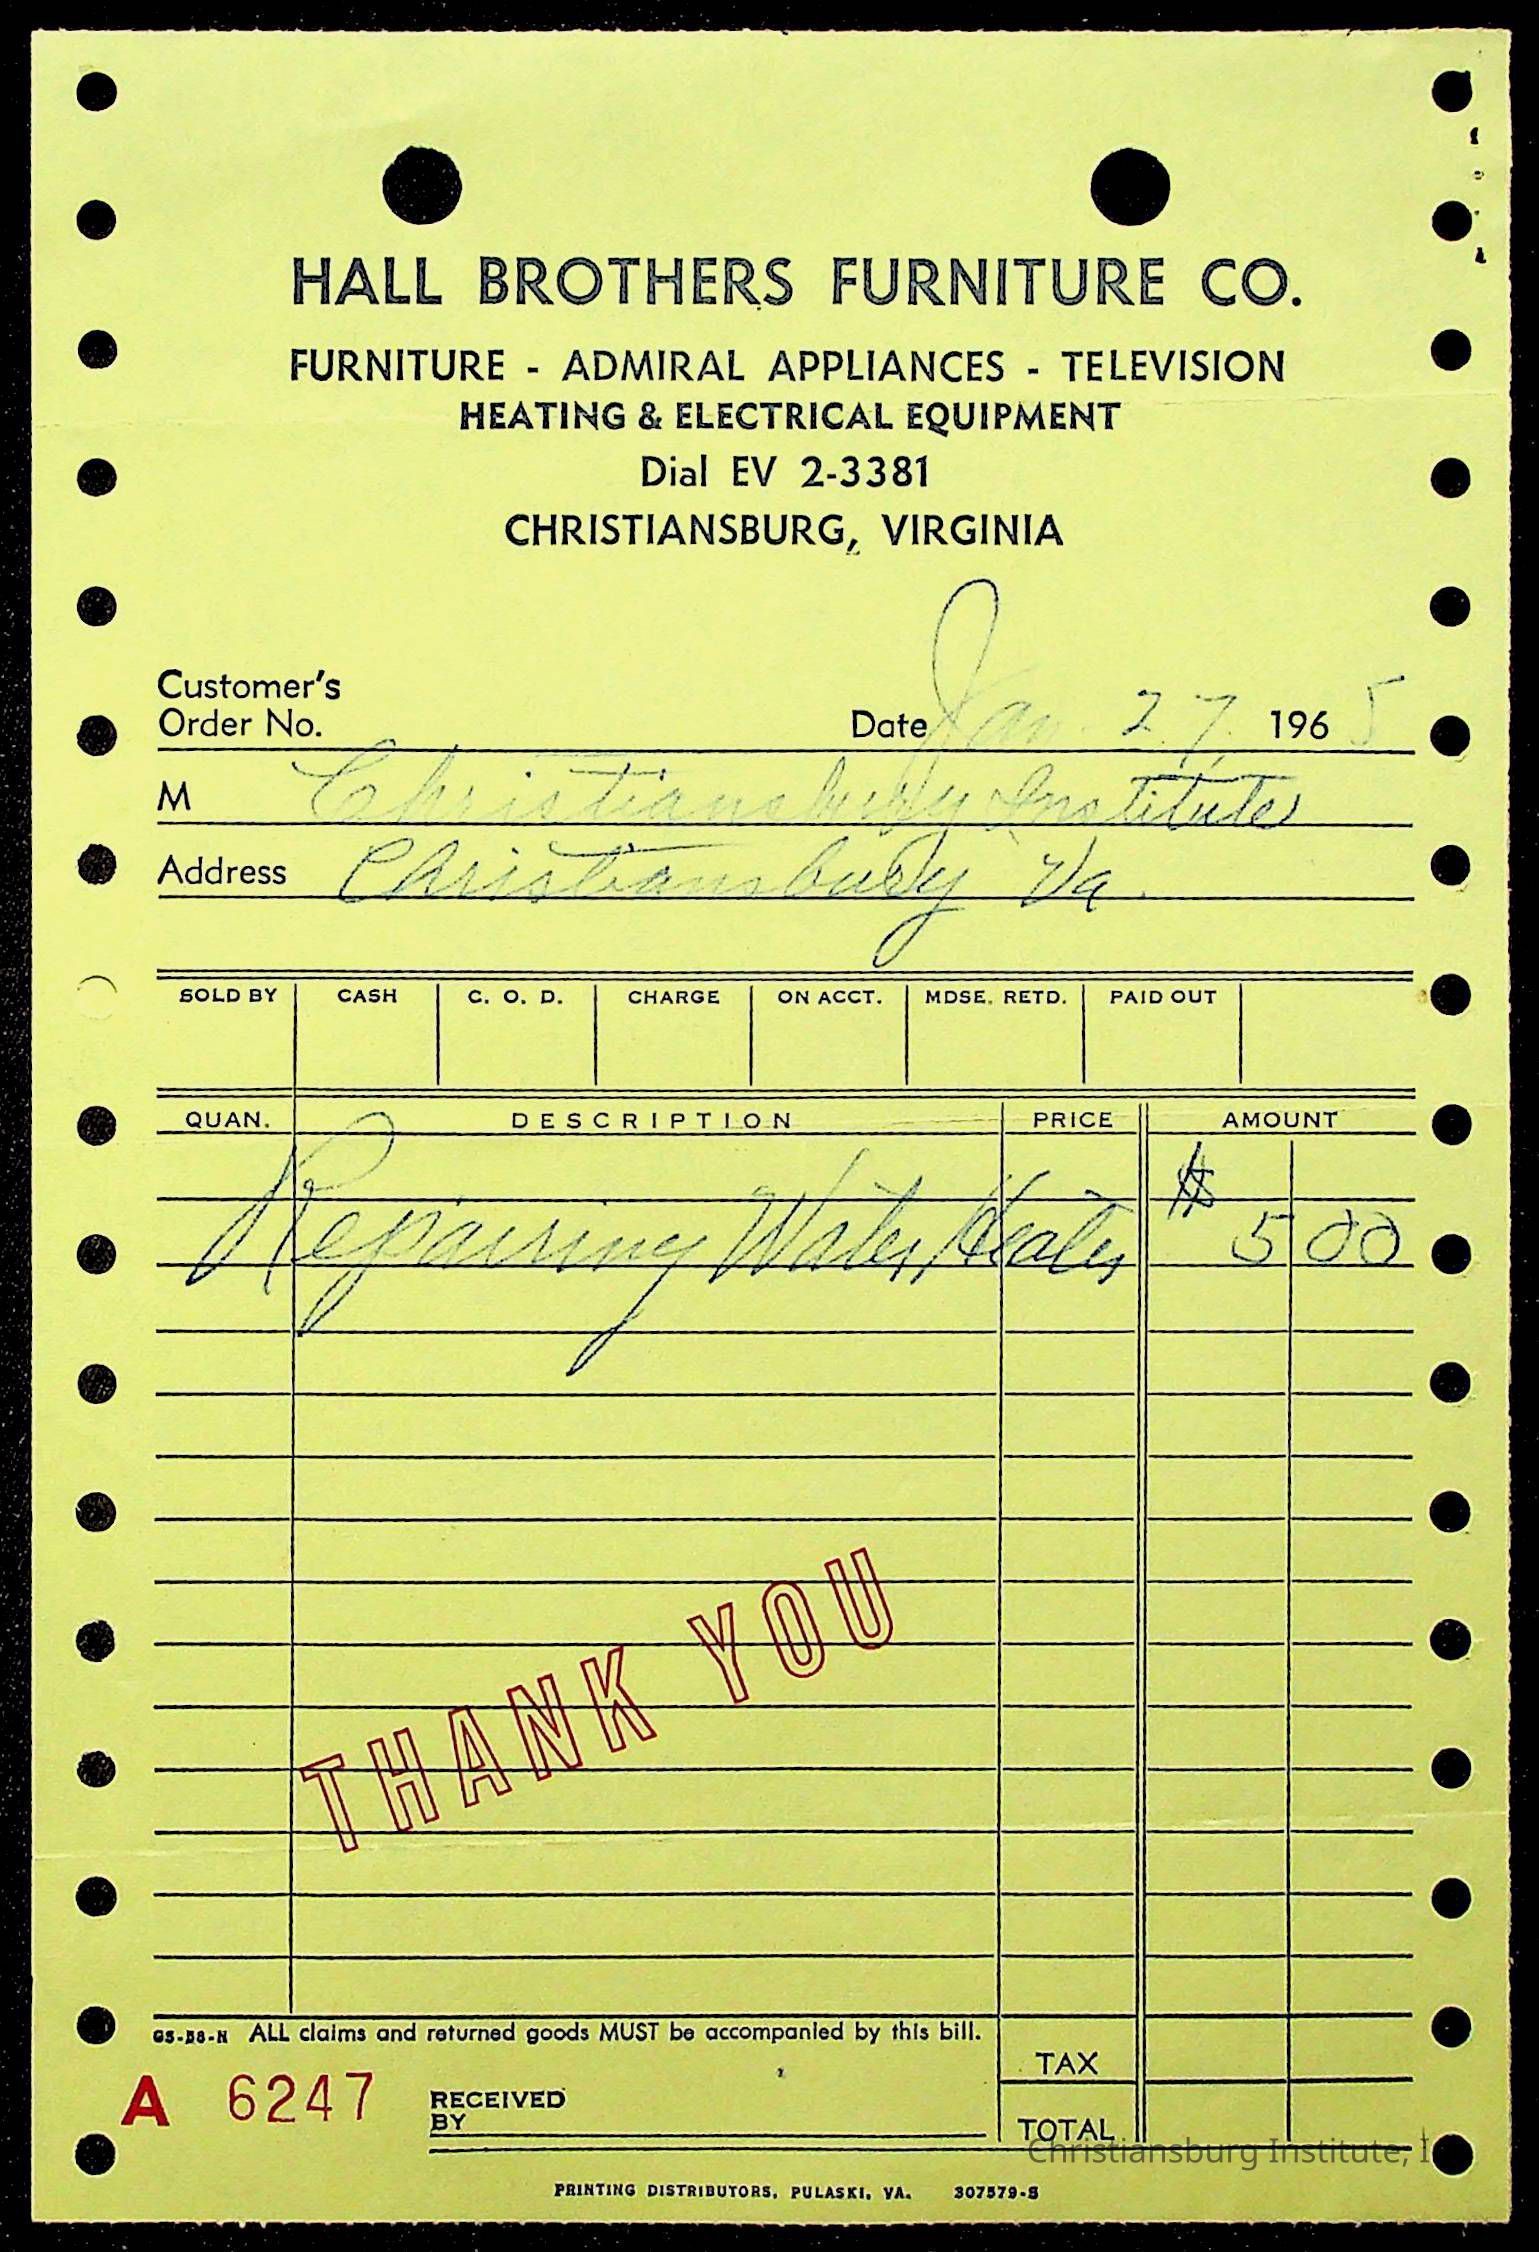 HALL BROTHERS FURNITURE CO.
FURNITURE - ADMIRAL APPLIANCES - TELEVISION
HEATING & ELECTRICAL EQUIPMENT
Dial EV 2-3381
CHRISTIANSBURG, VIRGINIA
Customer's
Order No. Date Jan. 27, 1965
M Christiansburg Institute
Address Christiansburg Va.
SOLD BY CASH C. O. D. CHARGE ON ACCT. MDSE. RETD. PAID OUT
QUAN. DESCRIPTION PRICE AMOUNT
Repairing Water Heater $ 5 00
THANK YOU
GS-58-N ALL claims and returned goods MUST be accompanied by this bill.
TAX
A 6247 RECEIVED
BY
TOTAL
Christiansburg Institute, I
PRINTING DISTRIBUTORS, PULASKI, VA. 307579-S